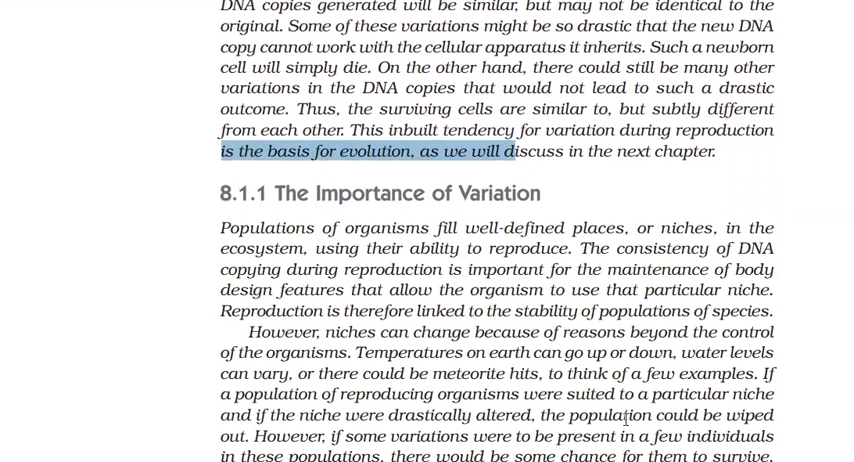 DNA copies generated will be similar, but may not be identical to the
original. Some of these variations might be so drastic that the new DNA
copy cannot work with the cellular apparatus it inherits. Such a newborn
cell will simply die. On the other hand, there could still be many other
variations in the DNA copies that would not lead to such a drastic
outcome. Thus, the surviving cells are similar to, but subtly different
from each other. This inbuilt tendency for variation during reproduction
is the basis for evolution, as we will discuss in the next chapter.
8.1.1 The Importance of Variation
Populations of organisms fill well-defined places, or niches, in the
ecosystem, using their ability to reproduce. The consistency of DNA
copying during reproduction is important for the maintenance of body
design features that allow the organism to use that particular niche.
Reproduction is therefore linked to the stability of populations of species.
However, niches can change because of reasons beyond the control
of the organisms. Temperatures on earth can go up or down, water levels
can vary, or there could be meteorite hits, to think of a few examples. If
a population of reproducing organisms were suited to a particular niche
and if the niche were drastically altered, the population could be wiped
out. However, if some variations were to be present in a few individuals
in these populations, there would be some chance for them to survive.